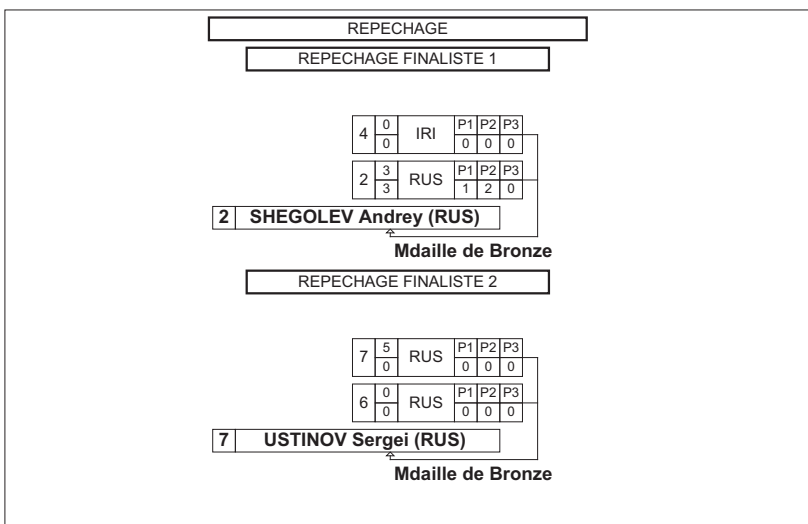 REPECHAGE
REPECHAGE FINALISTE 1
4 0 IRI P1 P2 P3
0 0 0 0
2 3 RUS P1 P2 P3
3 1 2 0
2 SHEGOLEV Andrey (RUS)
Mdaille de Bronze
REPECHAGE FINALISTE 2
7 5 RUS P1 P2 P3
0 0 0 0
6 0 RUS P1 P2 P3
0 0 0 0
7 USTINOV Sergei (RUS)
Mdaille de Bronze